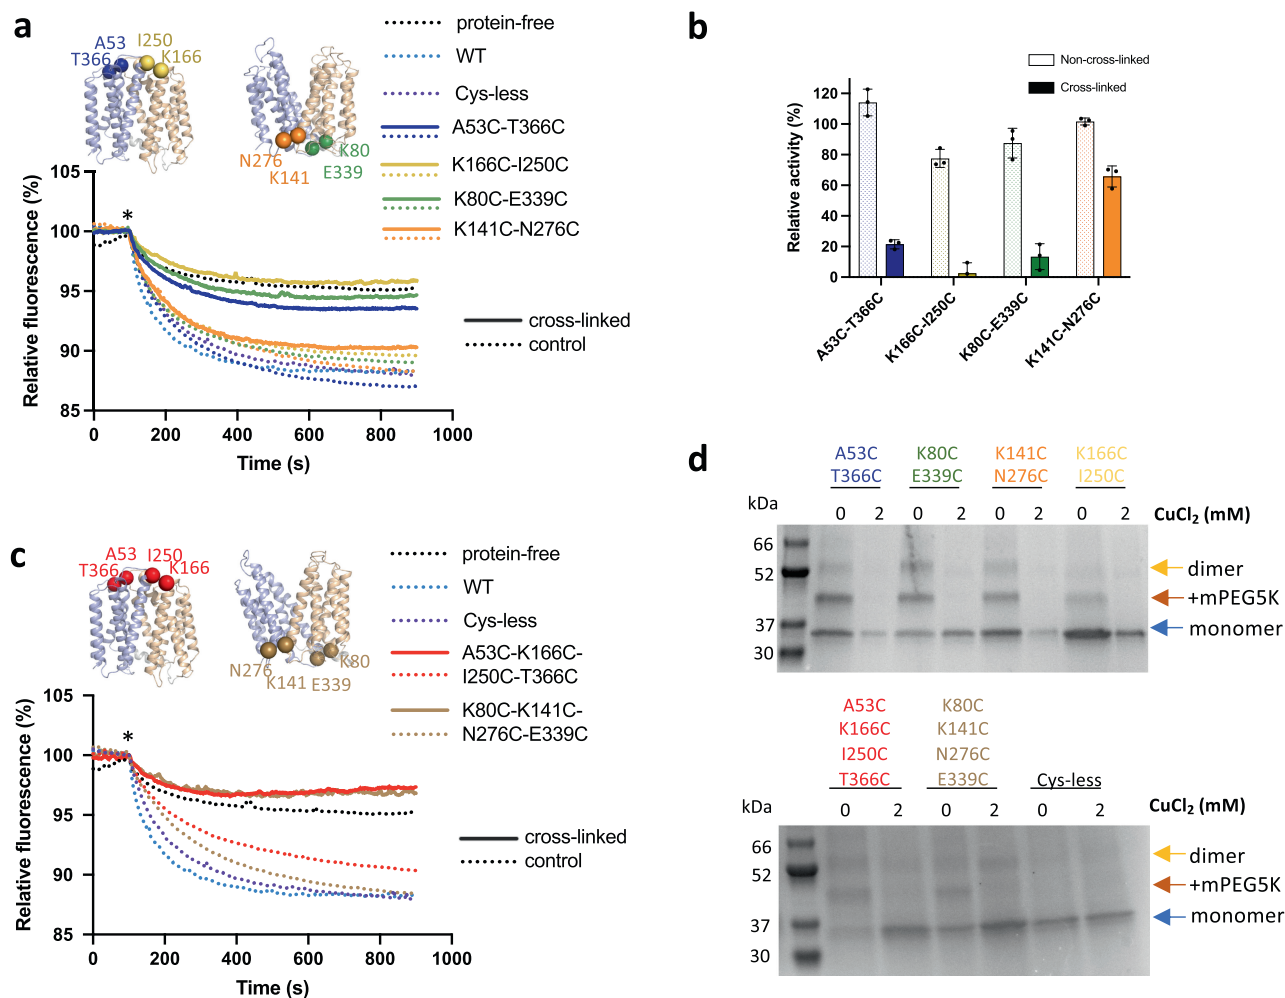 a
A53
I250
T366
K166
N276
K141
K80
E339
protein-free
WT
Cys-less
A53C-T366C
K166C-I250C
K80C-E339C
K141C-N276C
105
100
95
90
85
*
Relative fluorescence (%)
0
200
400
600
800
1000
Time (s)
cross-linked
control
b
Non-cross-linked
Cross-linked
120
100
80
60
40
20
0
Relative activity (%)
A53C-T366C
K166C-I250C
K80C-E339C
K141C-N276C
c
A53
I250
T366
K166
N276
K141
E339
K80
protein-free
WT
Cys-less
A53C-K166C-
I250C-T366C
K80C-K141C-
N276C-E339C
105
100
95
90
85
*
Relative fluorescence (%)
0
200
400
600
800
1000
Time (s)
cross-linked
control
d
A53C K80C K141C K166C
T366C E339C N276C I250C
kDa
0 2 0 2 0 2 0 2 CuCl₂ (mM)
66
52
37
30
dimer
+mPEG5K
monomer
A53C K80C
K166C K141C
I250C N276C
T366C E339C Cys-less
kDa
0 2 0 2 0 2 CuCl₂ (mM)
66
52
37
30
dimer
+mPEG5K
monomer